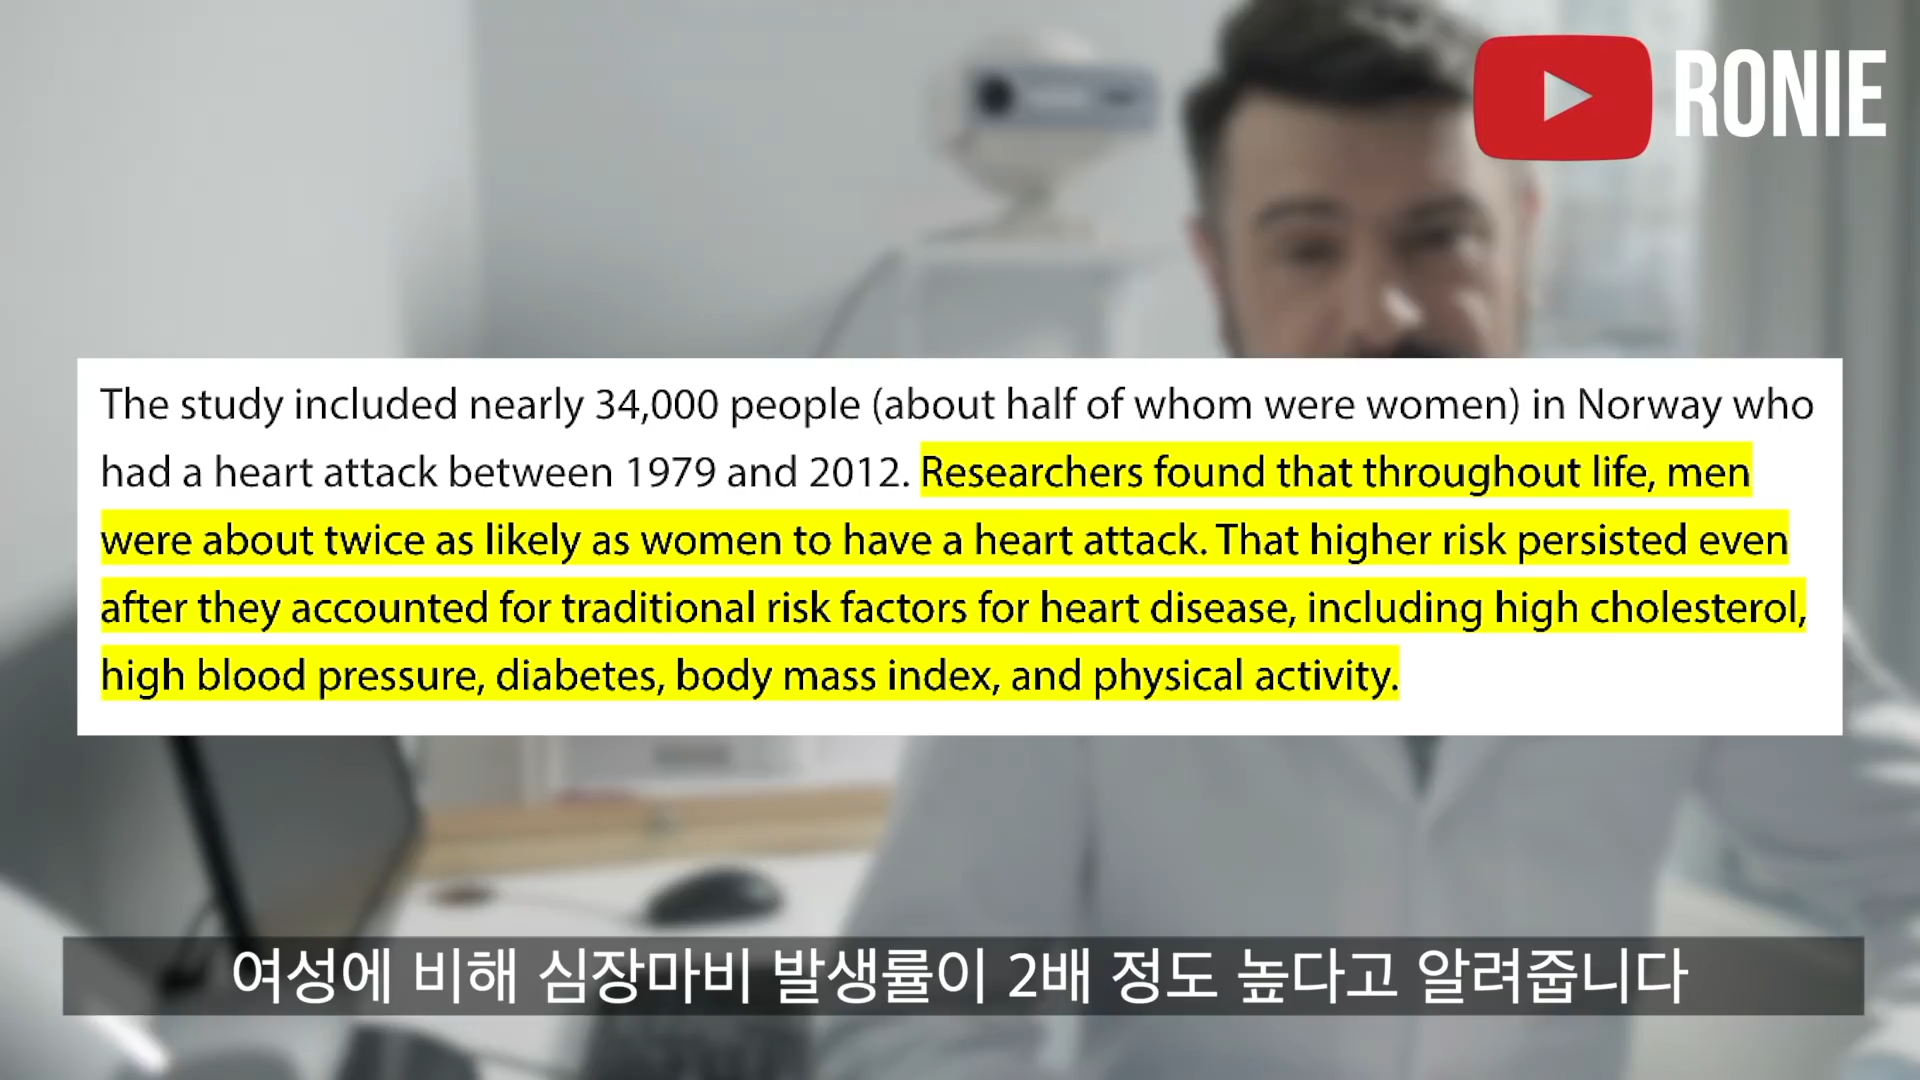 RONIE
The study included nearly 34,000 people (about half of whom were women) in Norway who
had a heart attack between 1979 and 2012. Researchers found that throughout life, men
were about twice as likely as women to have a heart attack. That higher risk persisted even
after they accounted for traditional risk factors for heart disease, including high cholesterol,
high blood pressure, diabetes, body mass index, and physical activity.
여성에 비해 심장마비 발생률이 2배 정도 높다고 알려줍니다